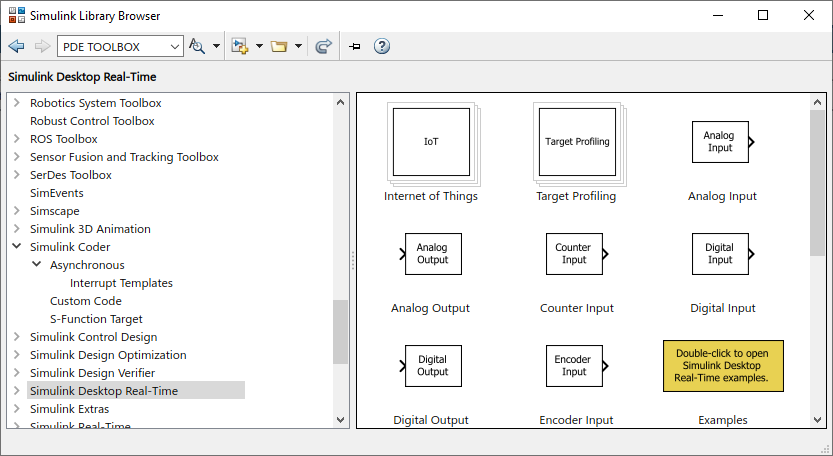 Simulink Library Browser
PDE TOOLBOX
Simulink Desktop Real-Time
Robotics System Toolbox
Robust Control Toolbox
ROS Toolbox
Sensor Fusion and Tracking Toolbox
SerDes Toolbox
SimEvents
Simscape
Simulink 3D Animation
Simulink Coder
Asynchronous
Interrupt Templates
Custom Code
S-Function Target
Simulink Control Design
Simulink Design Optimization
Simulink Design Verifier
Simulink Desktop Real-Time
Simulink Extras
Simulink Real-Time
IoT
Internet of Things
Target Profiling
Target Profiling
Analog
Input
Analog Input
Analog
Output
Analog Output
Counter
Input
Counter Input
Digital
Input
Digital Input
Digital
Output
Digital Output
Encoder
Input
Encoder Input
Double-click to open
Simulink Desktop
Real-Time examples.
Examples